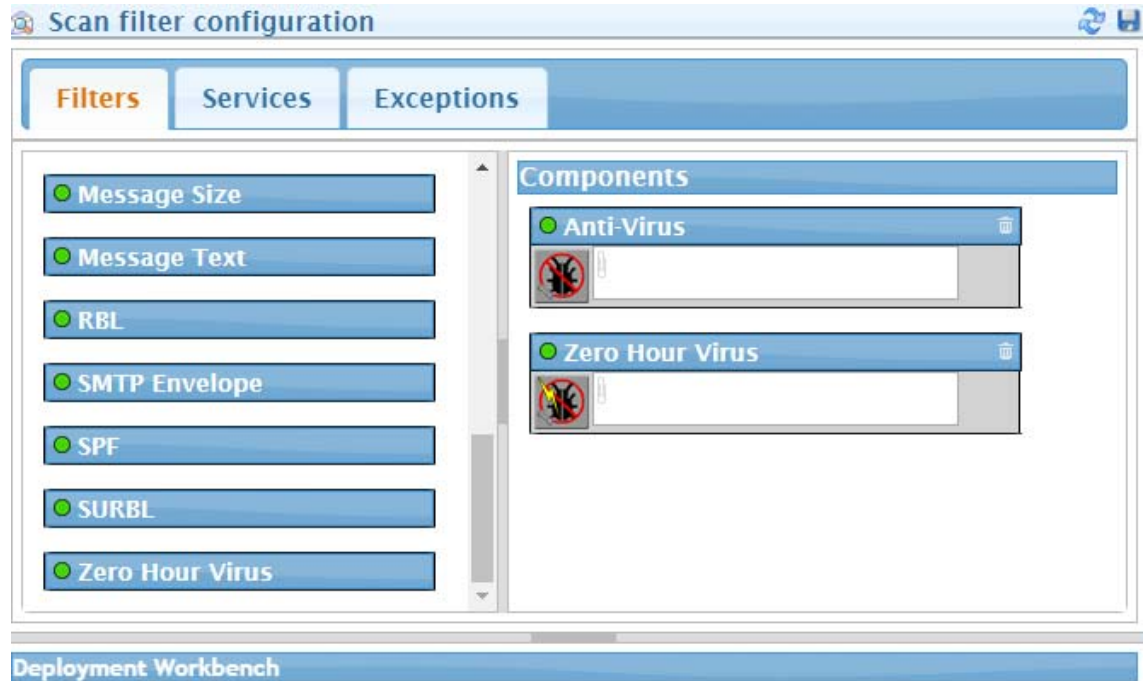 Scan filter configuration
Filters
Services
Exceptions
Message Size
Message Text
RBL
SMTP Envelope
SPF
SURBL
Zero Hour Virus
Components
Anti-Virus
Zero Hour Virus
Deployment Workbench